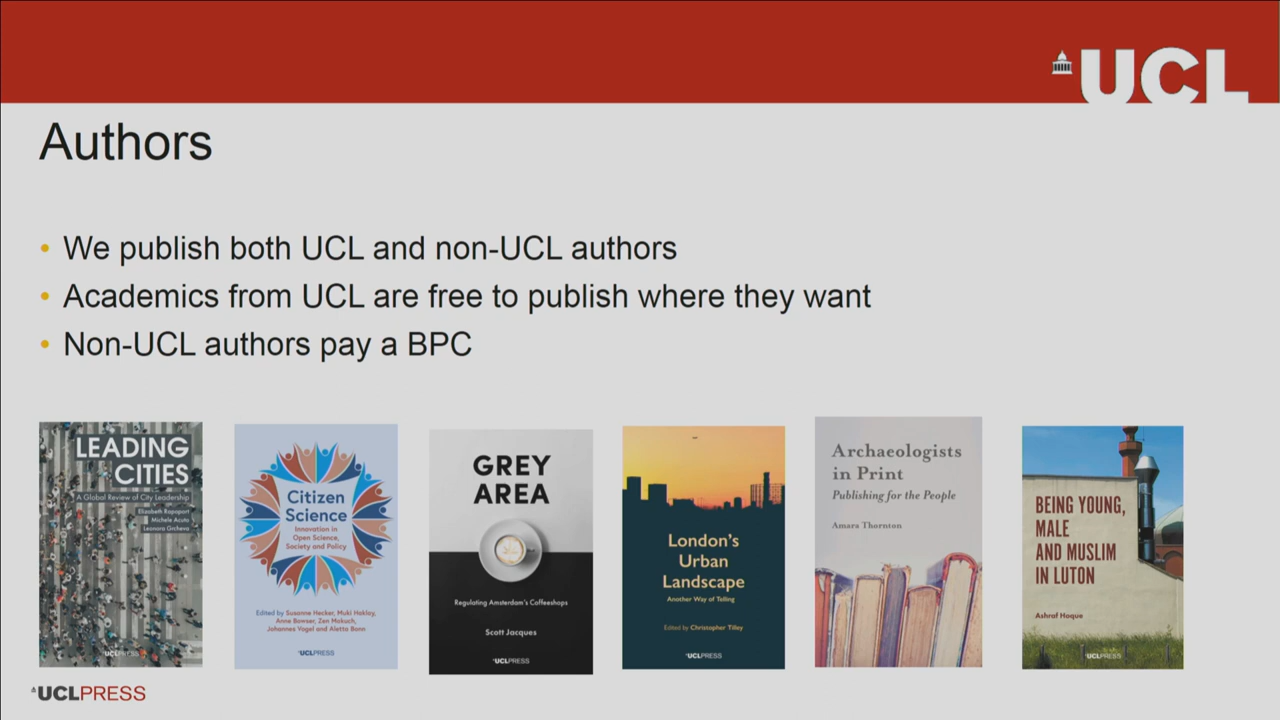 UCL
Authors
• We publish both UCL and non-UCL authors
• Academics from UCL are free to publish where they want
• Non-UCL authors pay a BPC
LEADING
CITIES
A Global Review of City Leadership
Elizabeth Rapoport
Michele Acuto
Leonora Grcheva
UCLPRESS
Citizen
Science
Innovation in
Open Science,
Society and Policy
Edited by Susanne Hecker, Muki Haklay,
Anne Bowser, Zen Makuch,
Johannes Vogel and Aletta Bonn
UCLPRESS
GREY
AREA
Regulating Amsterdam's Coffeeshops
Scott Jacques
UCLPRESS
London's
Urban
Landscape
Another Way of Telling
Edited by Christopher Tilley
UCLPRESS
Archaeologists
in Print
Publishing for the People
Amara Thornton
BEING YOUNG,
MALE
AND MUSLIM
IN LUTON
Ashraf Hoque
UCLPRESS
UCLPRESS